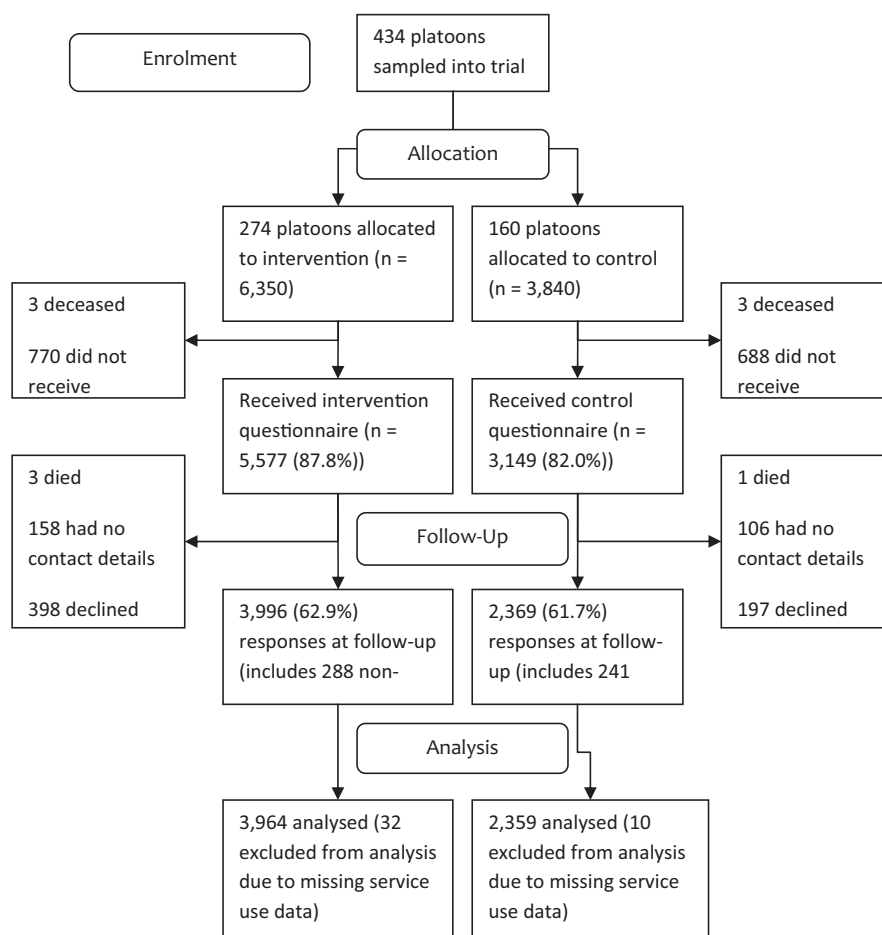 Enrolment
434 platoons
sampled into trial
Allocation
274 platoons
allocated to
to intervention (n =
6,350)
160 platoons
allocated to control
(n = 3,840)
3 deceased
770 did not
receive
3 deceased
688 did not
receive
Received intervention
questionnaire (n =
5,577 (87.8%))
Received control
questionnaire (n =
3,149 (82.0%))
3 died
158 had no
contact details
398 declined
Follow-Up
1 died
106 had no
contact details
197 declined
3,996 (62.9%)
responses at follow-up
(includes 288 non-
2,369 (61.7%)
responses at follow-
up (includes 241
Analysis
3,964 analysed (32
excluded from analysis
due to missing service
use data)
2,359 analysed (10
excluded from analysis
due to missing service
use data)